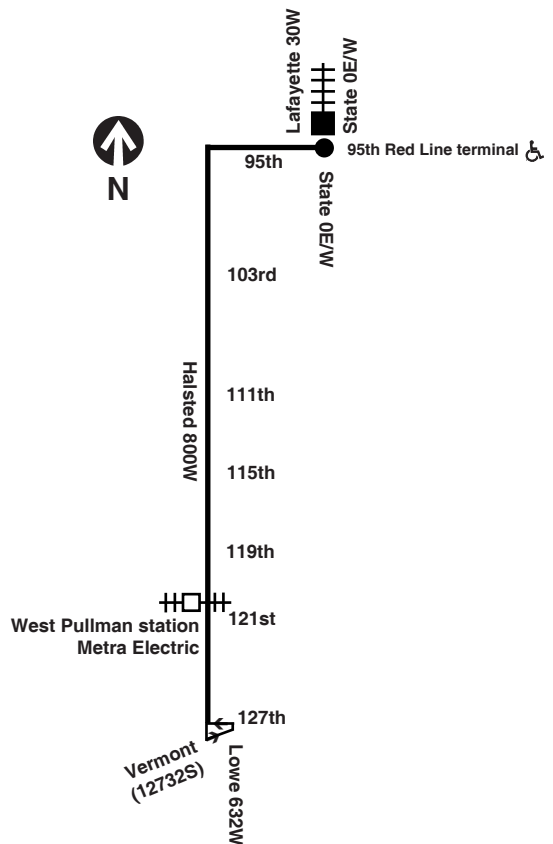 Lafayette 30W
State 0E/W
95th
95th Red Line terminal
State 0E/W
N
103rd
Halsted 800W
111th
115th
119th
West Pullman station
Metra Electric
121st
127th
Vermont
(12732S)
Lowe 632W